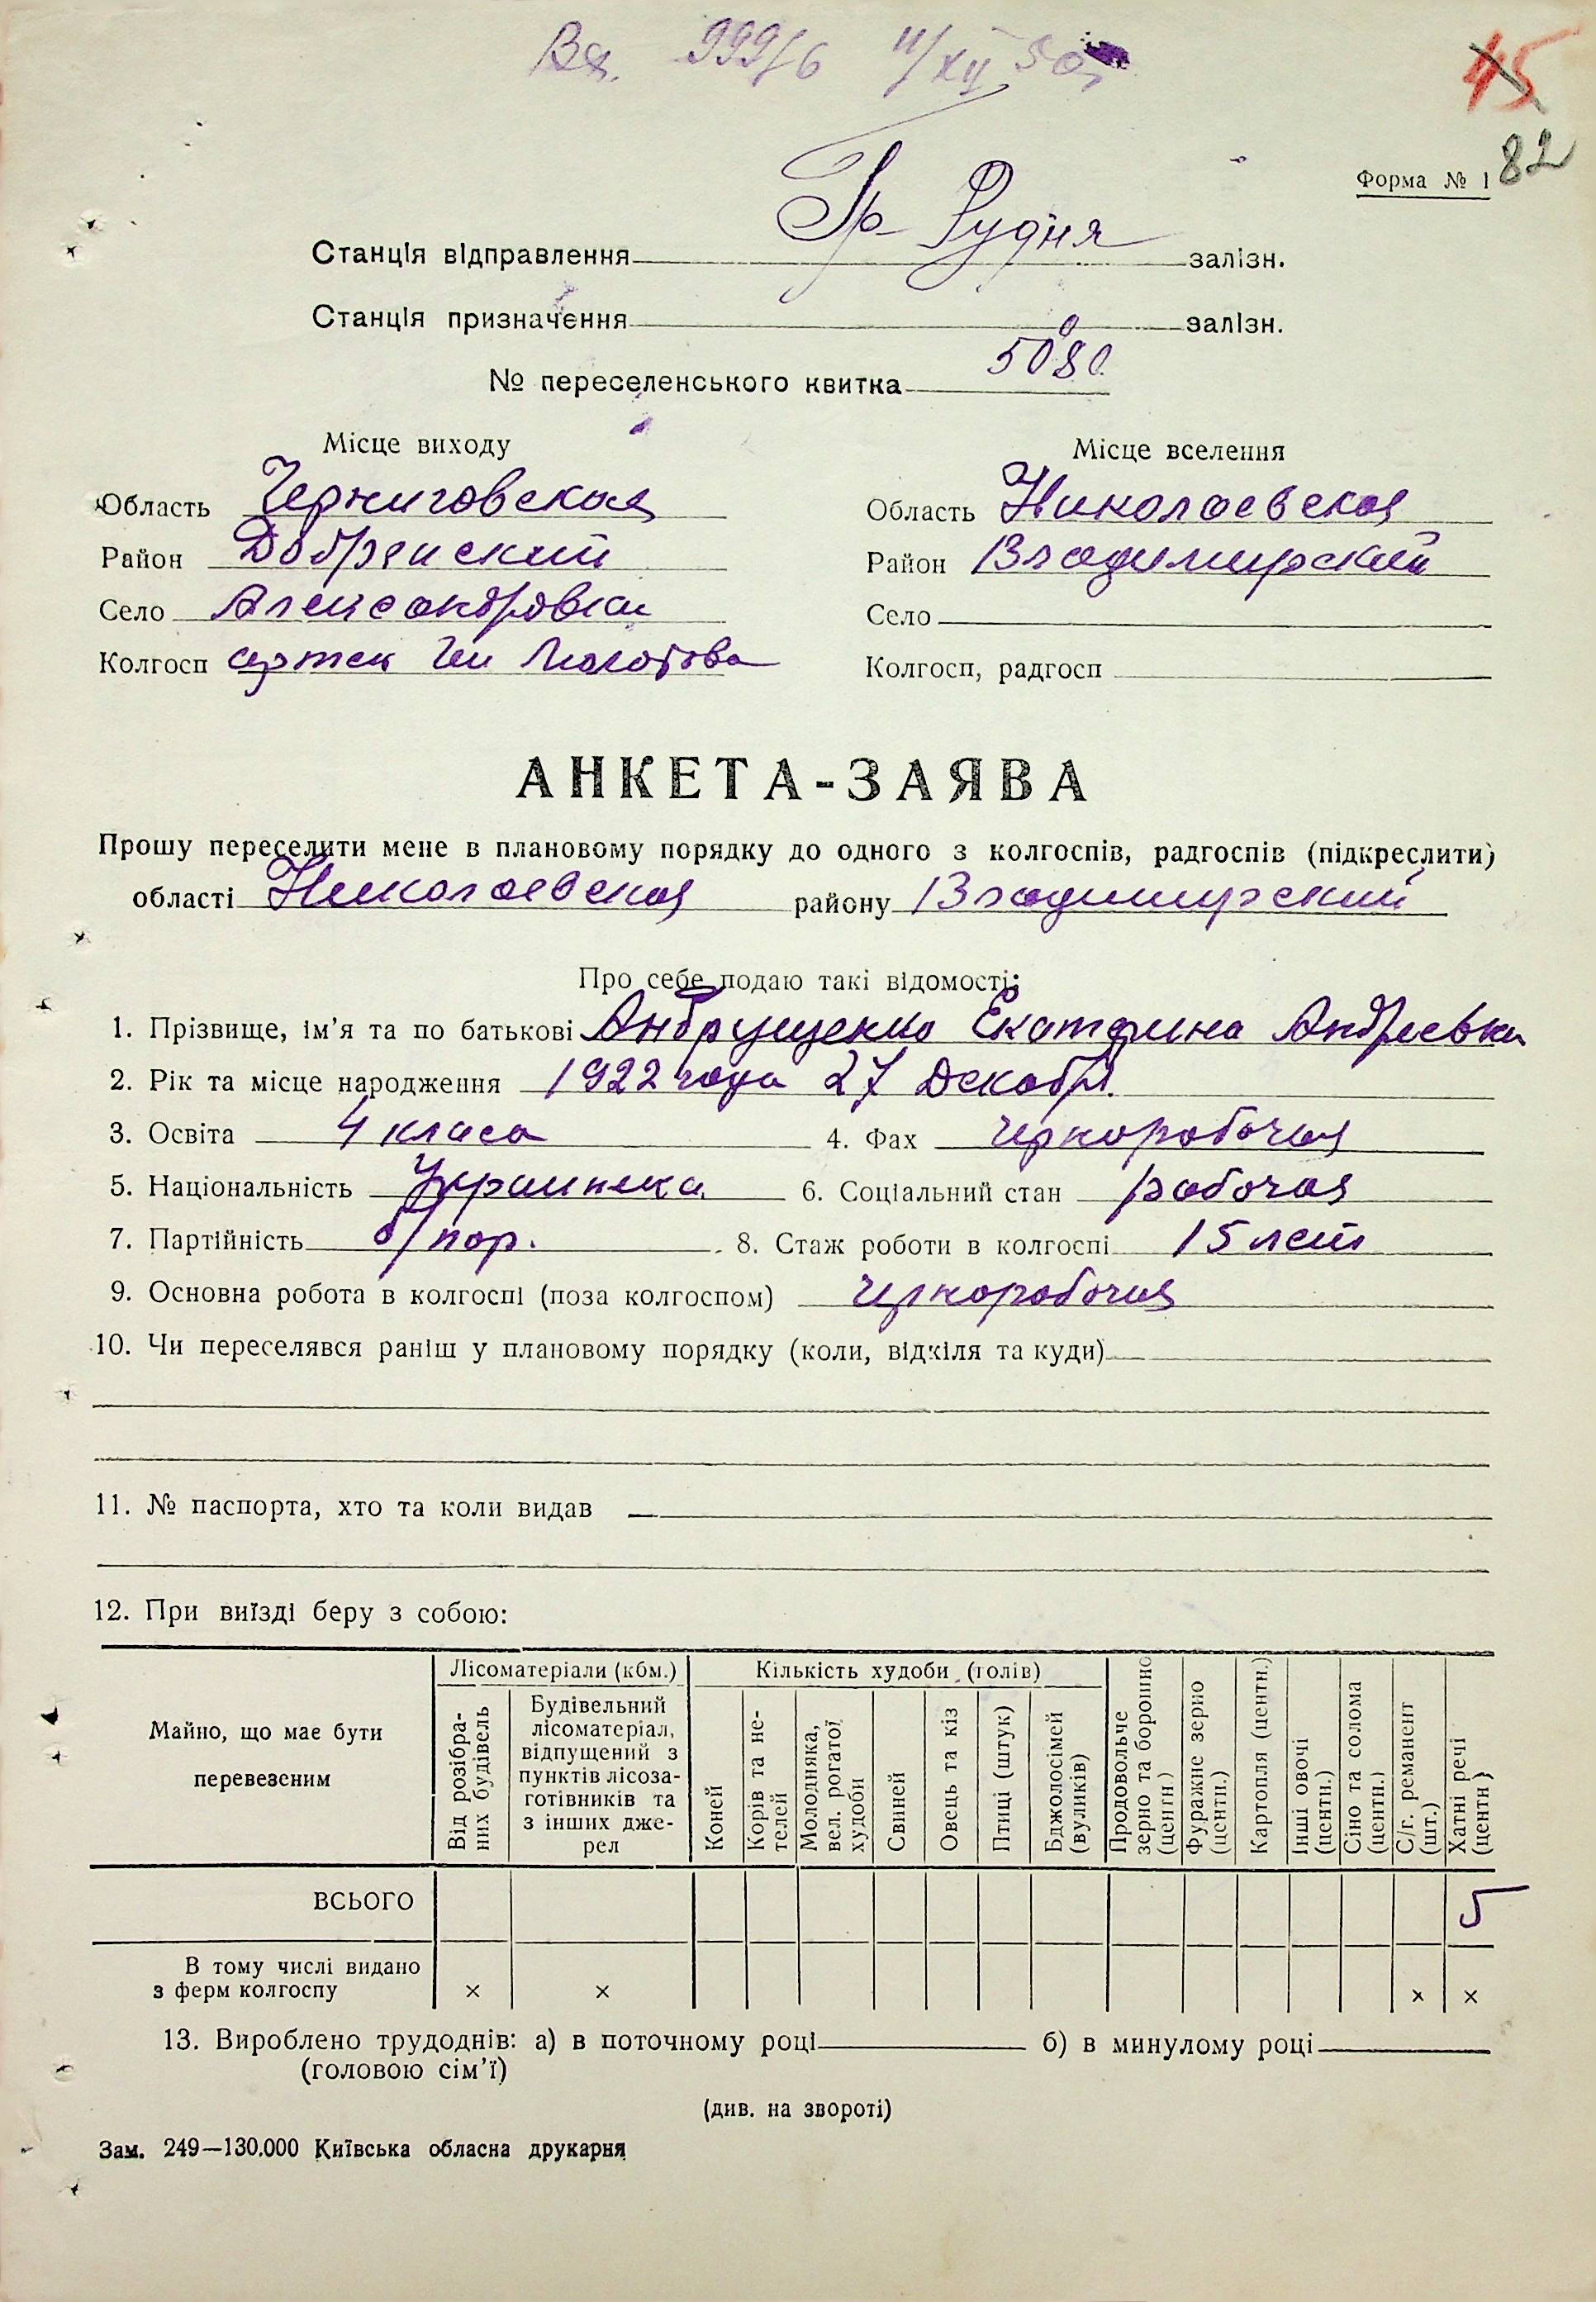 Вх. 999/6 11/XII 50
45
82
Форма № 1
Станція відправлення Гр Рудня залізн.
Станція призначення залізн.
№ переселенського квитка 5080
Місце виходу
Область Черниговская
Район Добрянский
Село Александровка
Колгосп артел Им Молотова
Місце вселення
Область Николаевская
Район Владимирский
Село
Колгосп, радгосп
АНКЕТА-ЗАЯВА
Прошу переселити мене в плановому порядку до одного з колгоспів, радгоспів (підкреслити)
області Николаевская району Владимирский
Про себе подаю такі відомості:
1. Прізвище, ім’я та по батькові Андрущенко Екатерина Андреевна
2. Рік та місце народження 1922 года 27 Декабр.
3. Освіта 4 класа 4. Фах чернорабочая
5. Національність Украинка 6. Соціальний стан рабочая
7. Партійність б/пар. 8. Стаж роботи в колгоспі 15 лет
9. Основна робота в колгоспі (поза колгоспом) чернорабочая
10. Чи переселявся раніш у плановому порядку (коли, відкіля та куди)
11. № паспорта, хто та коли видав —
12. При виїзді беру з собою:
Майно, що має бути перевезеним
Лісоматеріали (кбм.)
Від розібраних будівель
Будівельний лісоматеріал, відпущений з пунктів лісозаготівників та з інших джерел
Кількість худоби (голів)
Коней
Корів та нетелей
Молодняка, вел. рогатої худоби
Свиней
Овець та кіз
Птиці (штук)
Бджолосімей (вуликів)
Продовольче зерно та борошно (центн)
Фуражне зерно (центн.)
Картопля (центн.)
Інші овочі (центн.)
Сіно та солома (центн.)
С/г. реманент (шт.)
Хатні речі (центн)
ВСЬОГО 5
В тому числі видано з ферм колгоспу × × × ×
13. Вироблено трудоднів: а) в поточному році б) в минулому році
(головою сім’ї)
(див. на звороті)
Зам. 249—130.000 Київська обласна друкарня